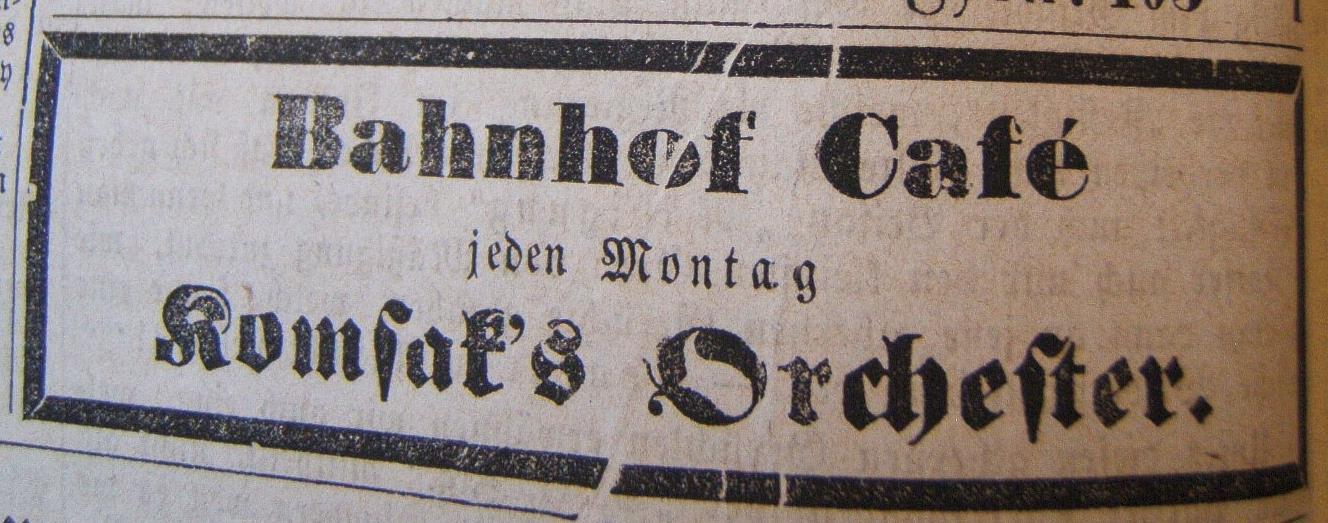 Bahnhof Café
jeden Montag
Komſak's Orcheſter.